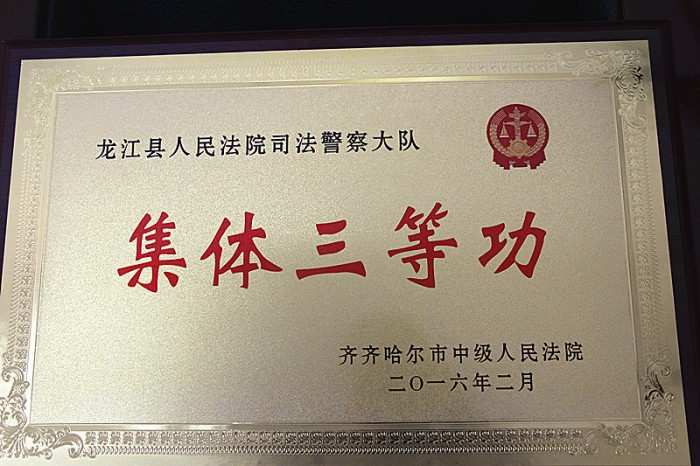 龙江县人民法院司法警察大队
集体三等功
齐齐哈尔市中级人民法院
二〇一六年二月